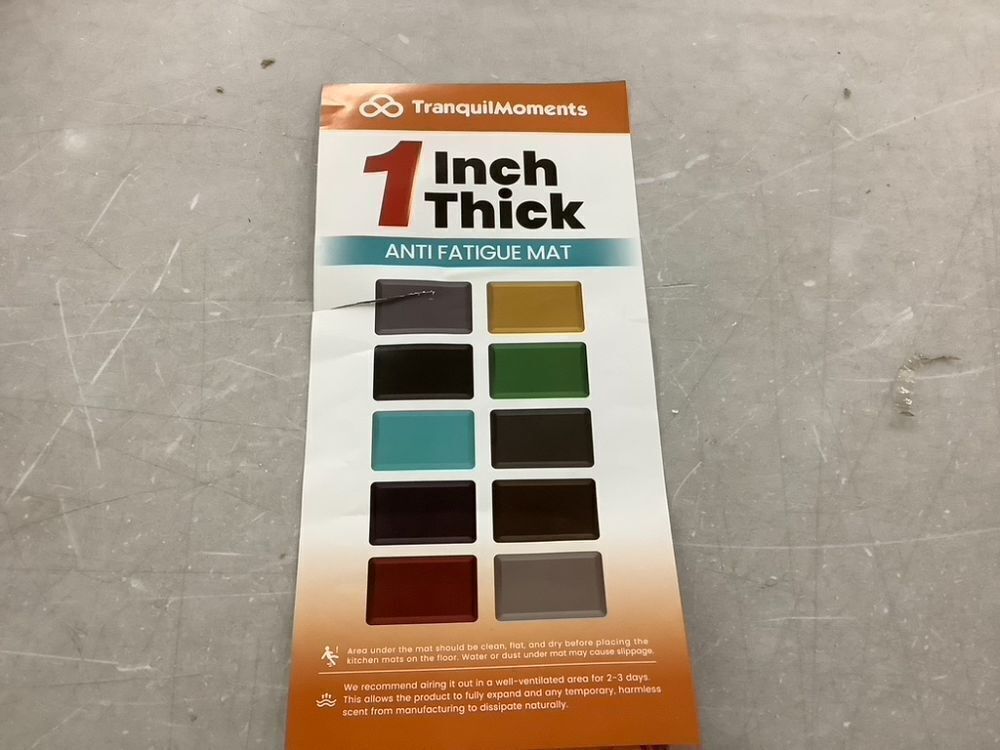 TranquilMoments
1 Inch
Thick
ANTI FATIGUE MAT
Area under the mat should be clean, flat, and dry before placing the
kitchen mats on the floor. Water or dust under mat may cause slippage.
We recommend airing it out in a well-ventilated area for 2-3 days.
This allows the product to fully expand and any temporary, harmless
scent from manufacturing to dissipate naturally.